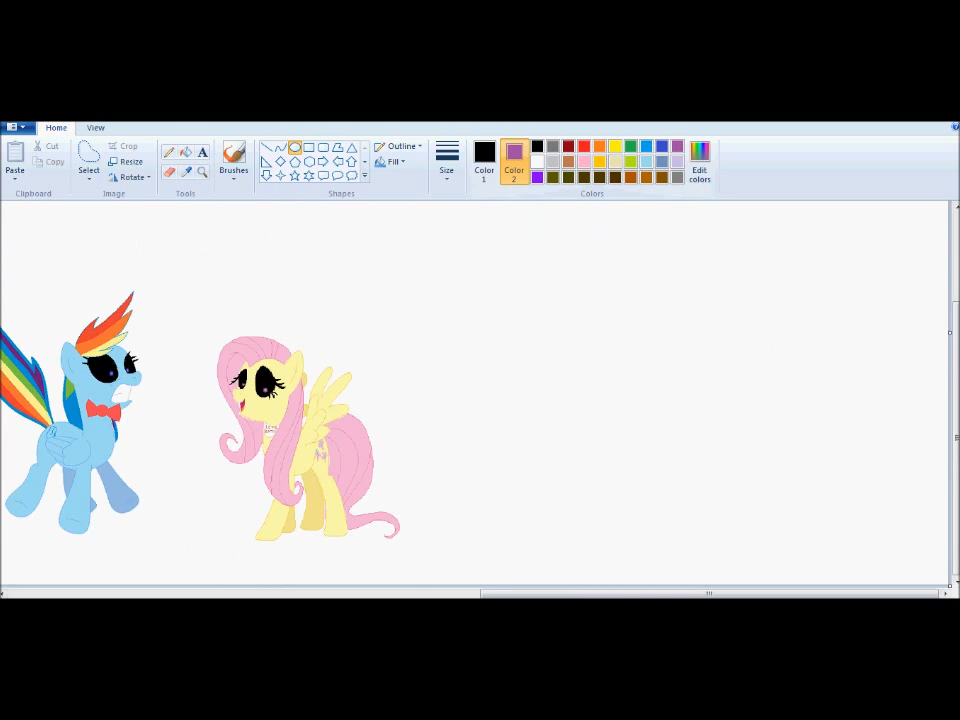 Home View
Cut
Copy
Paste
Clipboard
Select
Crop
Resize
Rotate
Image
A
Tools
Brushes
Outline
Fill
Shapes
Size
Color 1
Color 2
Edit colors
Colors